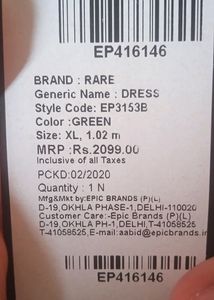 EP416146
BRAND : RARE
Generic Name : DRESS
Style Code: EP3153B
Color :GREEN
Size: XL, 1.02 m
MRP :Rs.2099.00
Inclusive of all Taxes
PCKD:02/2020
Quantity : 1 N
Mfg&Mkt by:EPIC BRANDS (P)(L)
D-19,OKHLA PHASE-1,DELHI-110020
Customer Care:-Epic Brands (P)(L)
D-19,OKHLA PH-1,DELHI,T-41058525
T-41058525,E-mail:aabid@epicbrands.in
EP416146